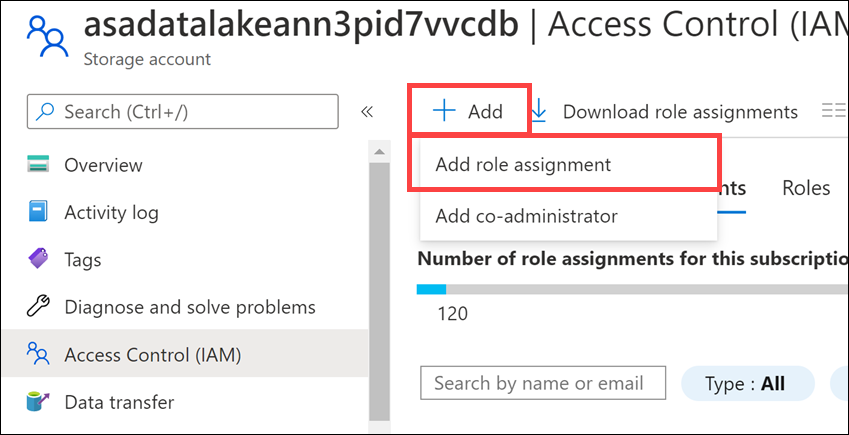 asadatalakeann3pid7vvcdb | Access Control (IAM
Storage account
Search (Ctrl+/)
«
Add
Download role assignments
Add role assignment
Add co-administrator
nts
Roles
Overview
Activity log
Tags
Diagnose and solve problems
Access Control (IAM)
Data transfer
Number of role assignments for this subscriptio
120
Search by name or email
Type : All